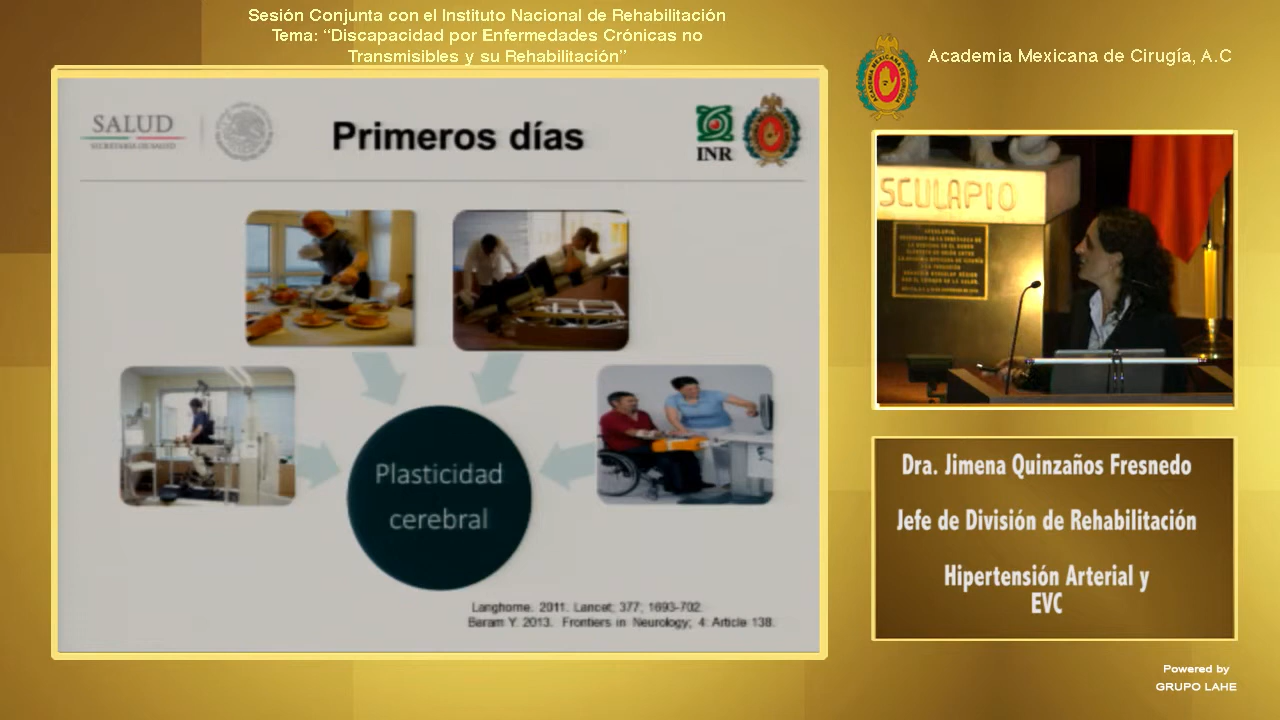 Sesión Conjunta con el Instituto Nacional de Rehabilitación
Tema: “Discapacidad por Enfermedades Crónicas no
Transmisibles y su Rehabilitación”
Academia Mexicana de Cirugía, A.C
SALUD
SECRETARÍA DE SALUD
Primeros días
INR
Plasticidad
cerebral
Langhorne. 2011. Lancet; 377; 1693-702.
Baram Y. 2013. Frontiers in Neurology; 4: Article 138.
SCULAPIO
Dra. Jimena Quinzaños Fresnedo
Jefe de División de Rehabilitación
Hipertensión Arterial y
EVC
Powered by
GRUPO LAHE